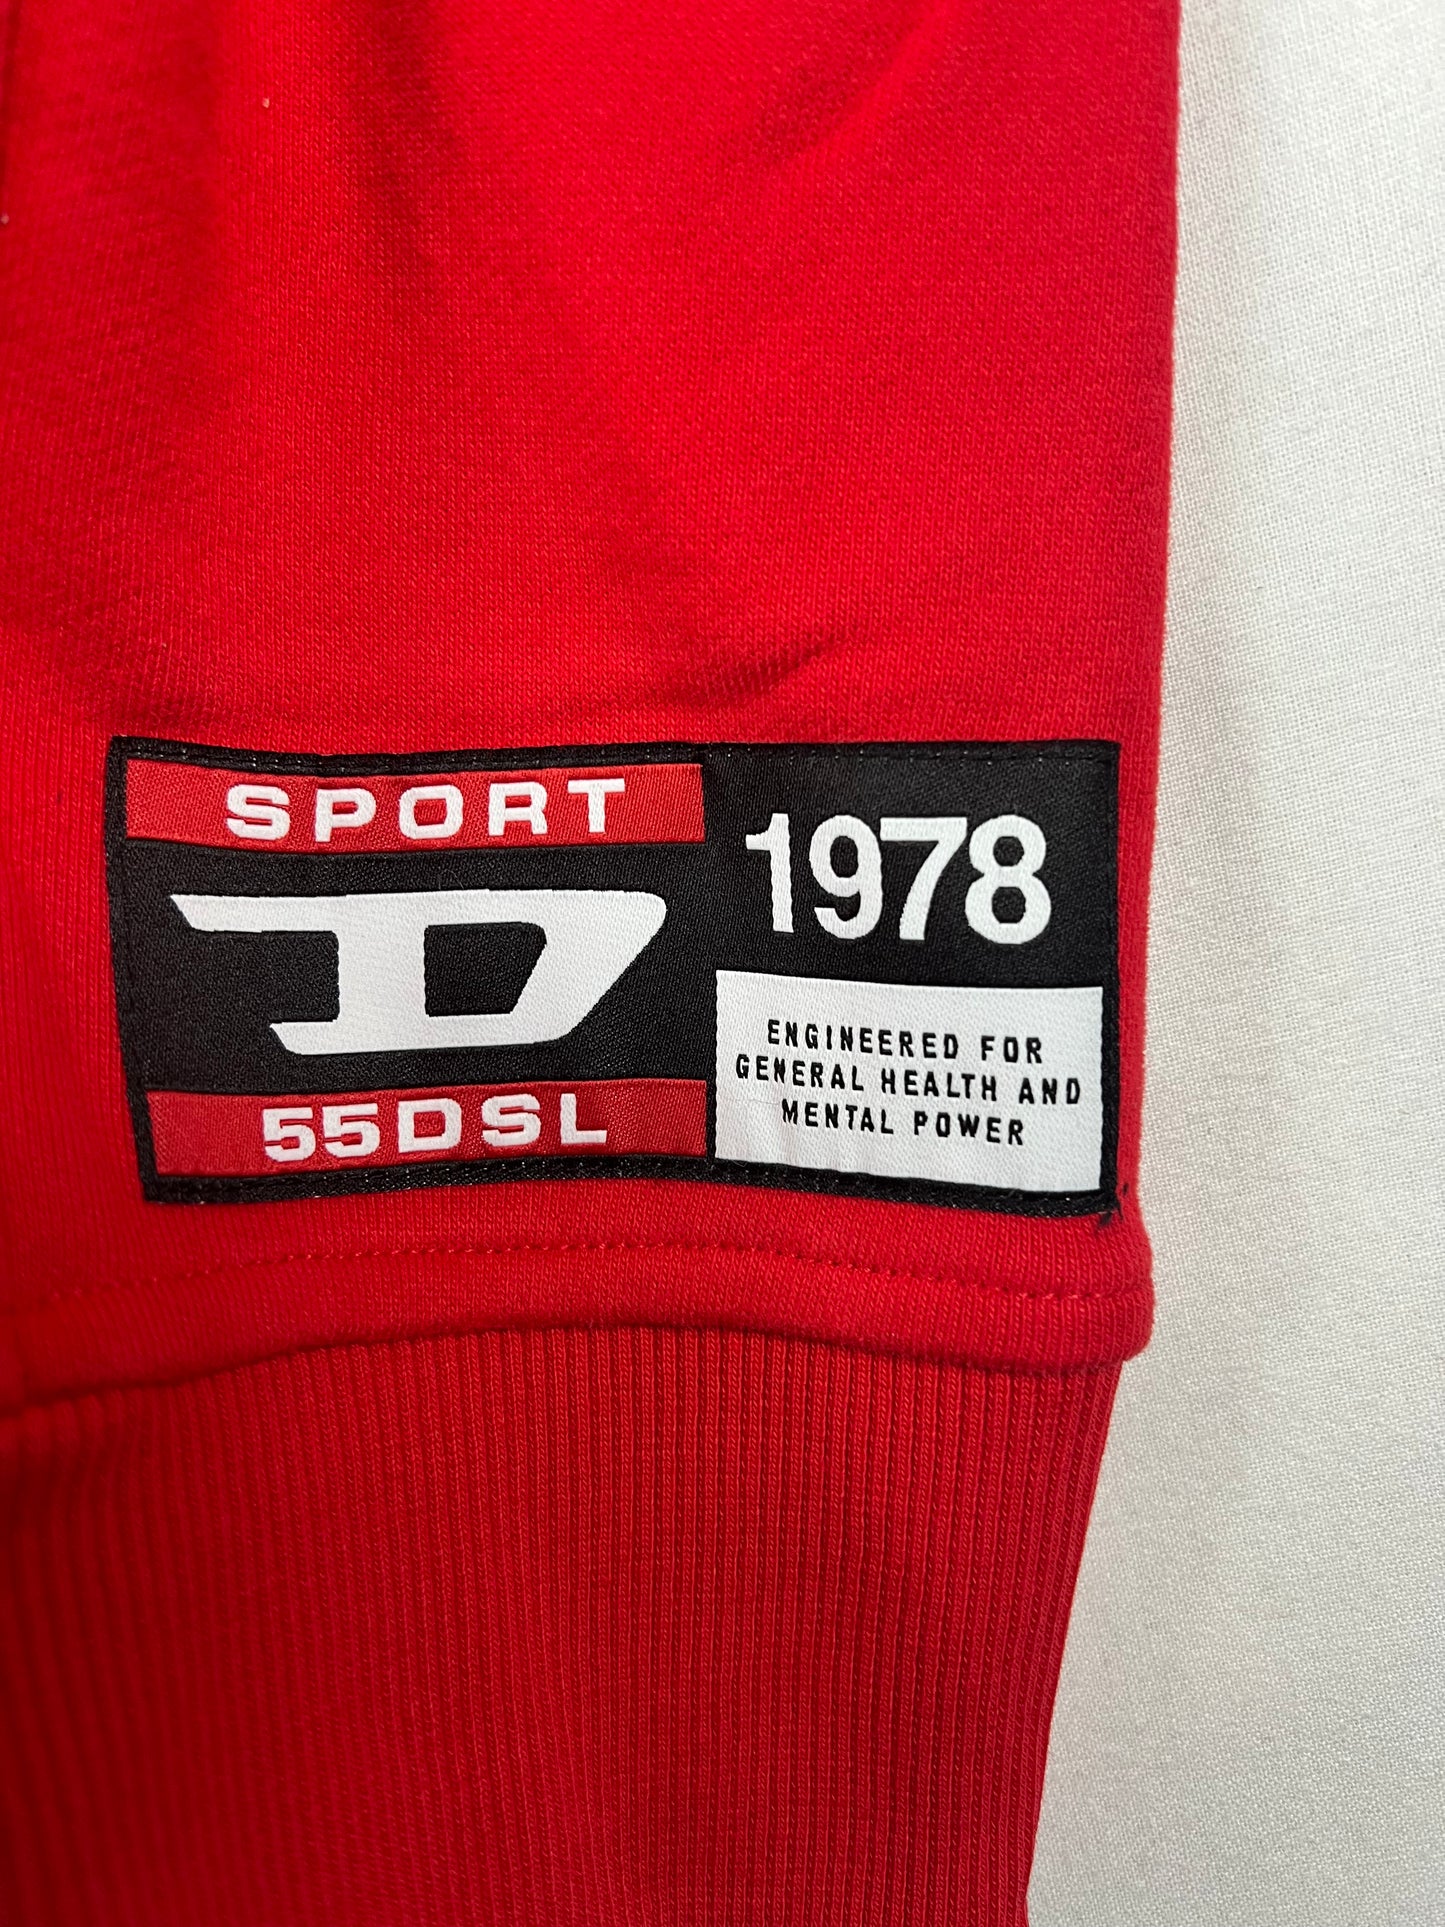 SPORT
D
55DSL
1978
ENGINEERED FOR
GENERAL HEALTH AND
MENTAL POWER